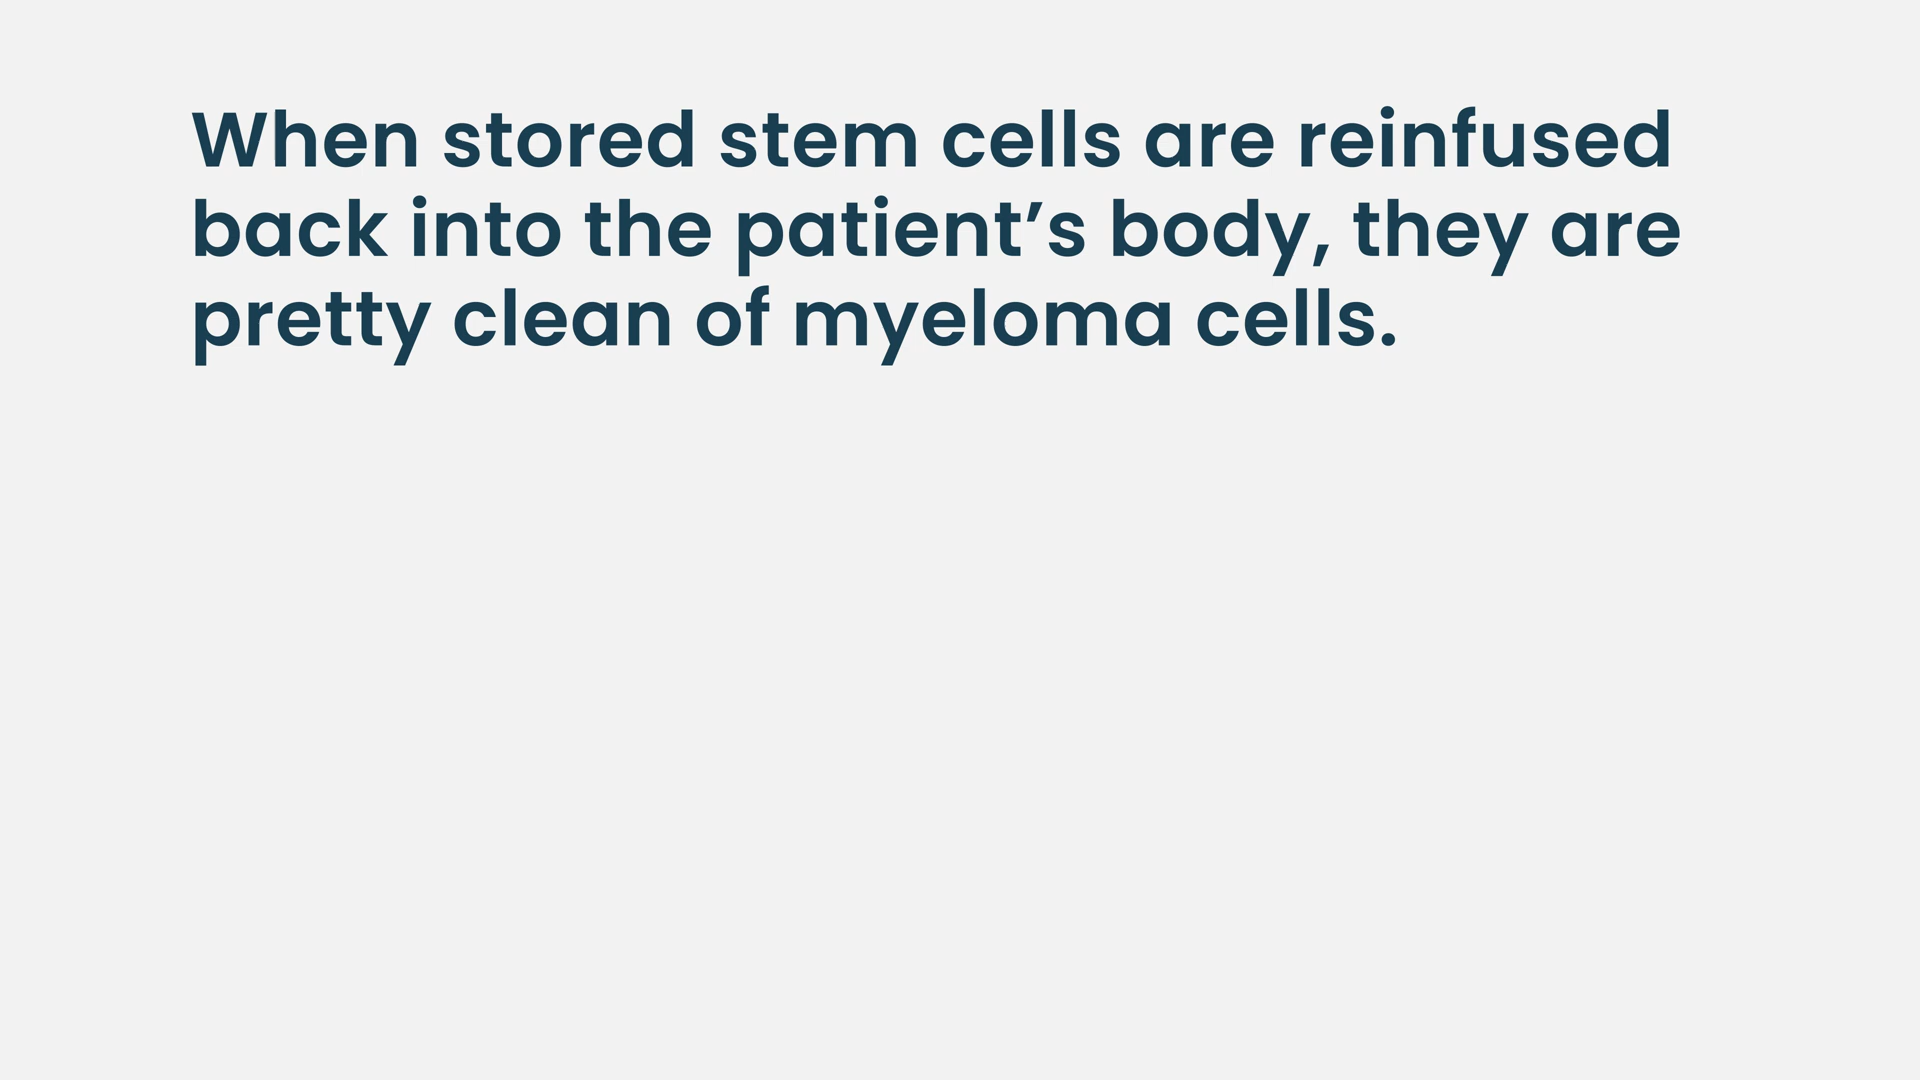 When stored stem cells are reinfused
back into the patient’s body, they are
pretty clean of myeloma cells.